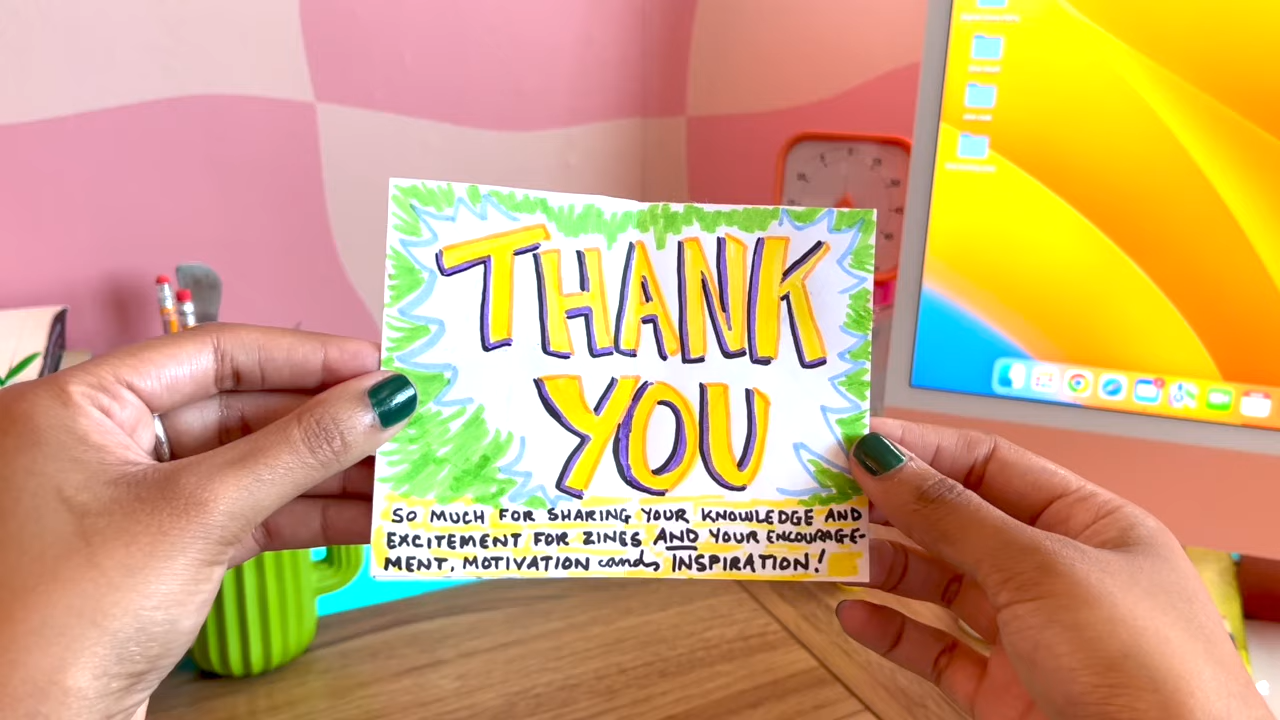 THANK
YOU
SO MUCH FOR SHARING YOUR KNOWLEDGE AND
EXCITEMENT FOR ZINES AND YOUR ENCOURAGE-
MENT, MOTIVATION and INSPIRATION!